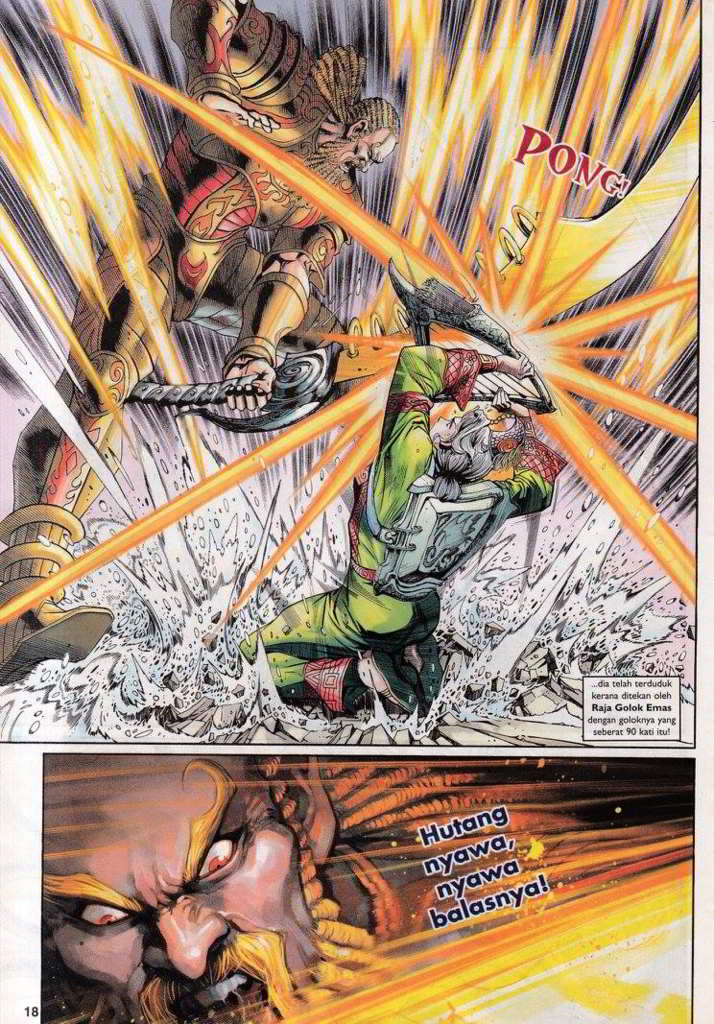 PONG!
...dia telah terduduk
kerana ditekan oleh
Raja Golok Emas
dengan goloknya yang
seberat 90 kati itu!
Hutang
nyawa,
nyawa
balasnya!
18